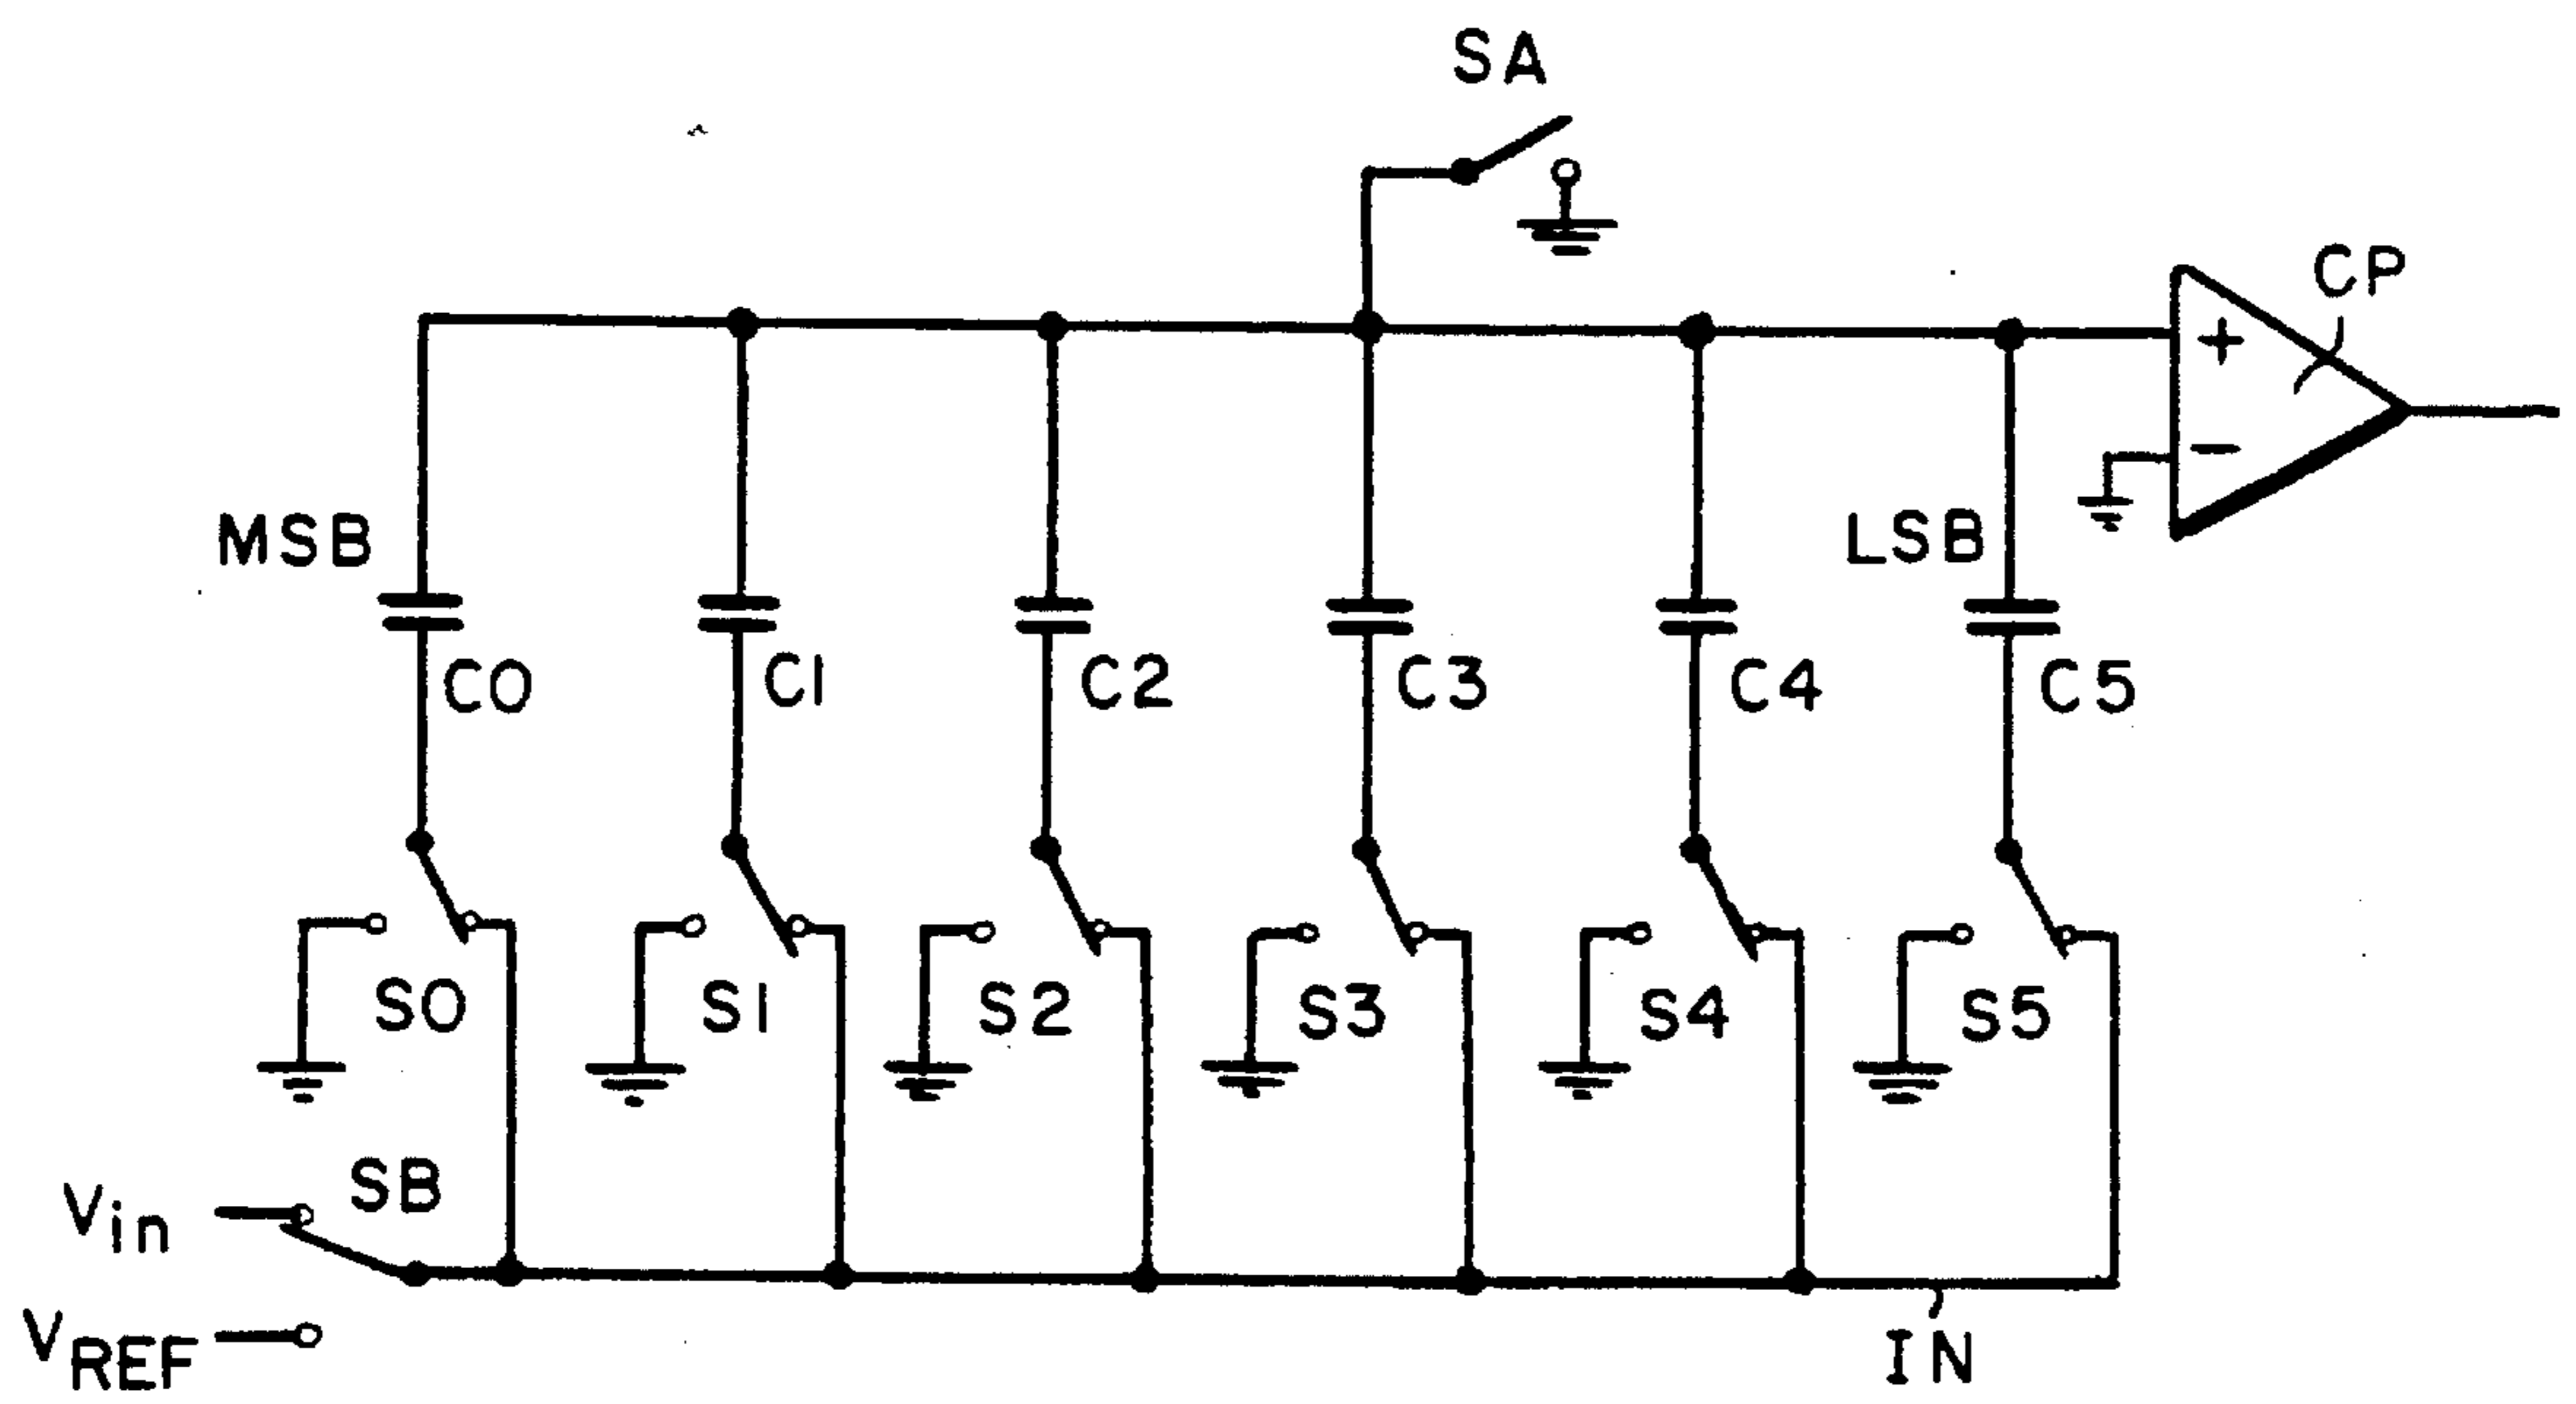 SA
CP
+
−
MSB
LSB
C0
C1
C2
C3
C4
C5
S0
S1
S2
S3
S4
S5
SB
Vin
VREF
IN